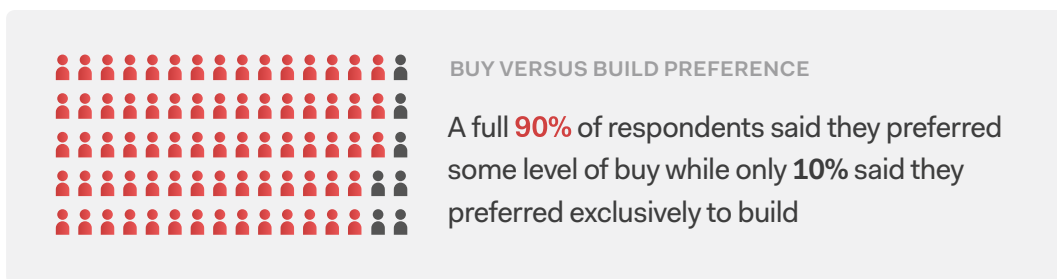 BUY VERSUS BUILD PREFERENCE
A full 90% of respondents said they preferred
some level of buy while only 10% said they
preferred exclusively to build